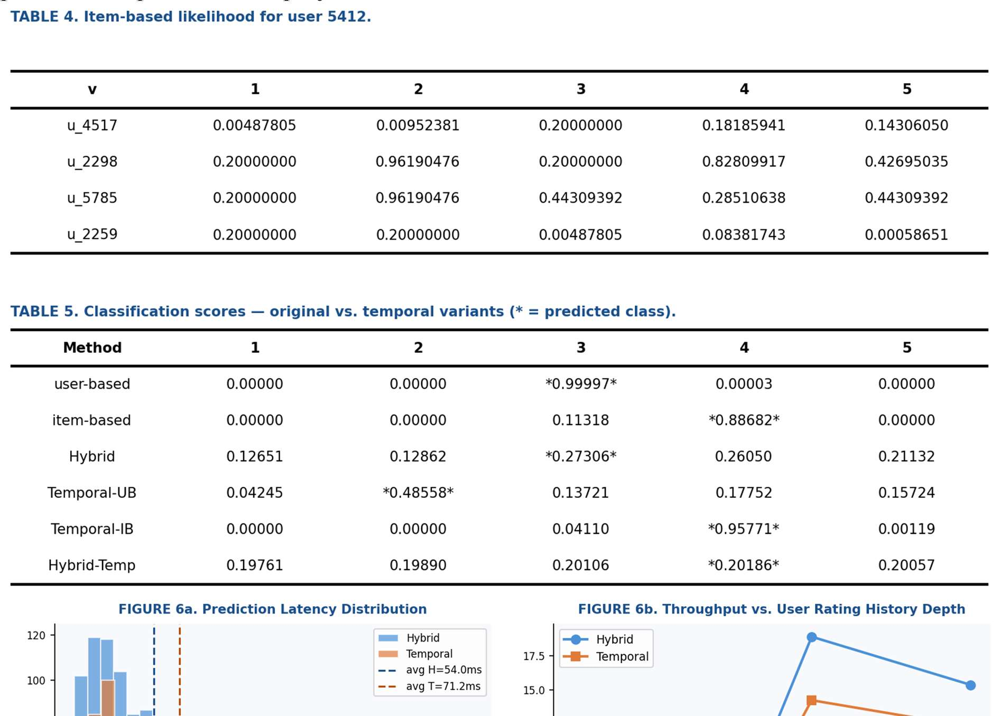 TABLE 4. Item-based likelihood for user 5412.
v 1 2 3 4 5
u_4517 0.00487805 0.00952381 0.20000000 0.18185941 0.14306050
u_2298 0.20000000 0.96190476 0.20000000 0.82809917 0.42695035
u_5785 0.20000000 0.96190476 0.44309392 0.28510638 0.44309392
u_2259 0.20000000 0.20000000 0.00487805 0.08381743 0.00058651
TABLE 5. Classification scores — original vs. temporal variants (* = predicted class).
Method 1 2 3 4 5
user-based 0.00000 0.00000 *0.99997* 0.00003 0.00000
item-based 0.00000 0.00000 0.11318 *0.88682* 0.00000
Hybrid 0.12651 0.12862 *0.27306* 0.26050 0.21132
Temporal-UB 0.04245 *0.48558* 0.13721 0.17752 0.15724
Temporal-IB 0.00000 0.00000 0.04110 *0.95771* 0.00119
Hybrid-Temp 0.19761 0.19890 0.20106 *0.20186* 0.20057
FIGURE 6a. Prediction Latency Distribution
120
100
Hybrid
Temporal
avg H=54.0ms
avg T=71.2ms
FIGURE 6b. Throughput vs. User Rating History Depth
17.5
15.0
Hybrid
Temporal